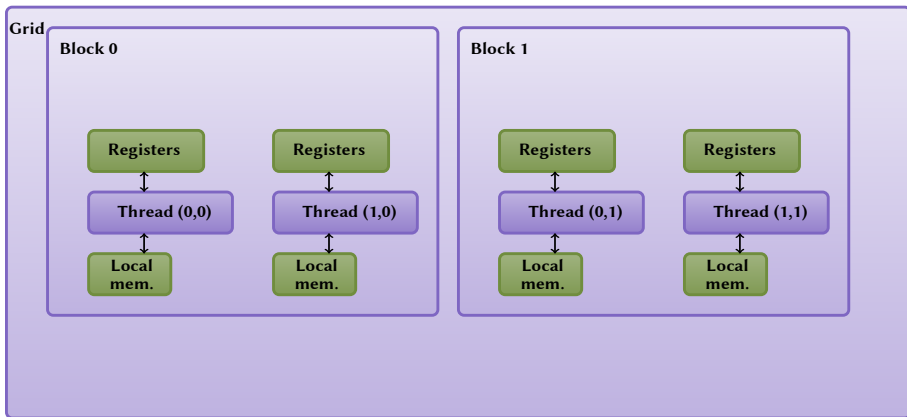 Grid
Block 0
Block 1
Registers
Registers
Registers
Registers
Thread (0,0)
Thread (1,0)
Thread (0,1)
Thread (1,1)
Local
mem.
Local
mem.
Local
mem.
Local
mem.